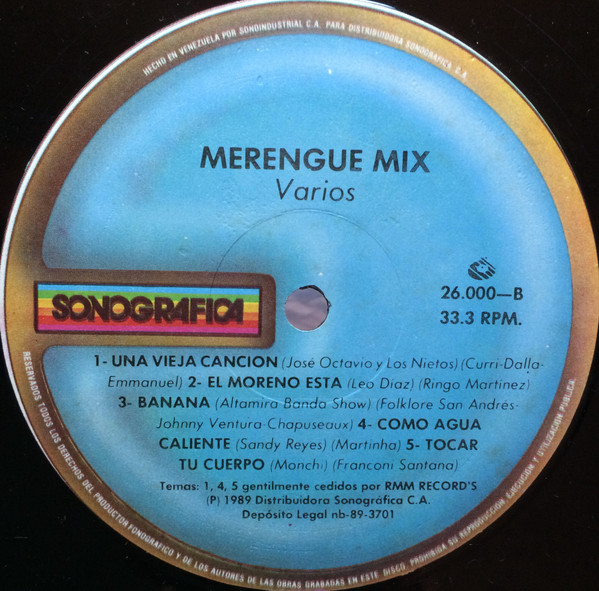 HECHO EN VENEZUELA POR SONOINDUSTRIAL C.A. PARA DISTRIBUIDORA SONOGRAFICA C.A.
MERENGUE MIX
Varios
26.000—B
33.3 RPM.
SONOGRAFICA
1- UNA VIEJA CANCION (José Octavio y Los Nietos) (Curri-Dalla-
Emmanuel) 2- EL MORENO ESTA (Leo Díaz) (Ringo Martínez)
3- BANANA (Altamira Banda Show) (Folklore San Andrés-
Johnny Ventura-Chapuseaux) 4- COMO AGUA
CALIENTE (Sandy Reyes) (Martinha) 5- TOCAR
TU CUERPO (Monchi) (Franconi Santana)
Temas: 1, 4, 5 gentilmente cedidos por RMM RECORD'S
(P) 1989 Distribuidora Sonográfica C.A.
Depósito Legal nb-89-3701
RESERVADOS TODOS LOS DERECHOS DEL PRODUCTOR FONOGRAFICO Y DE LOS AUTORES DE LAS OBRAS GRABADAS EN ESTE DISCO. PROHIBIDA SU REPRODUCCION, EJECUCION Y UTILIZACION PUBLICA.